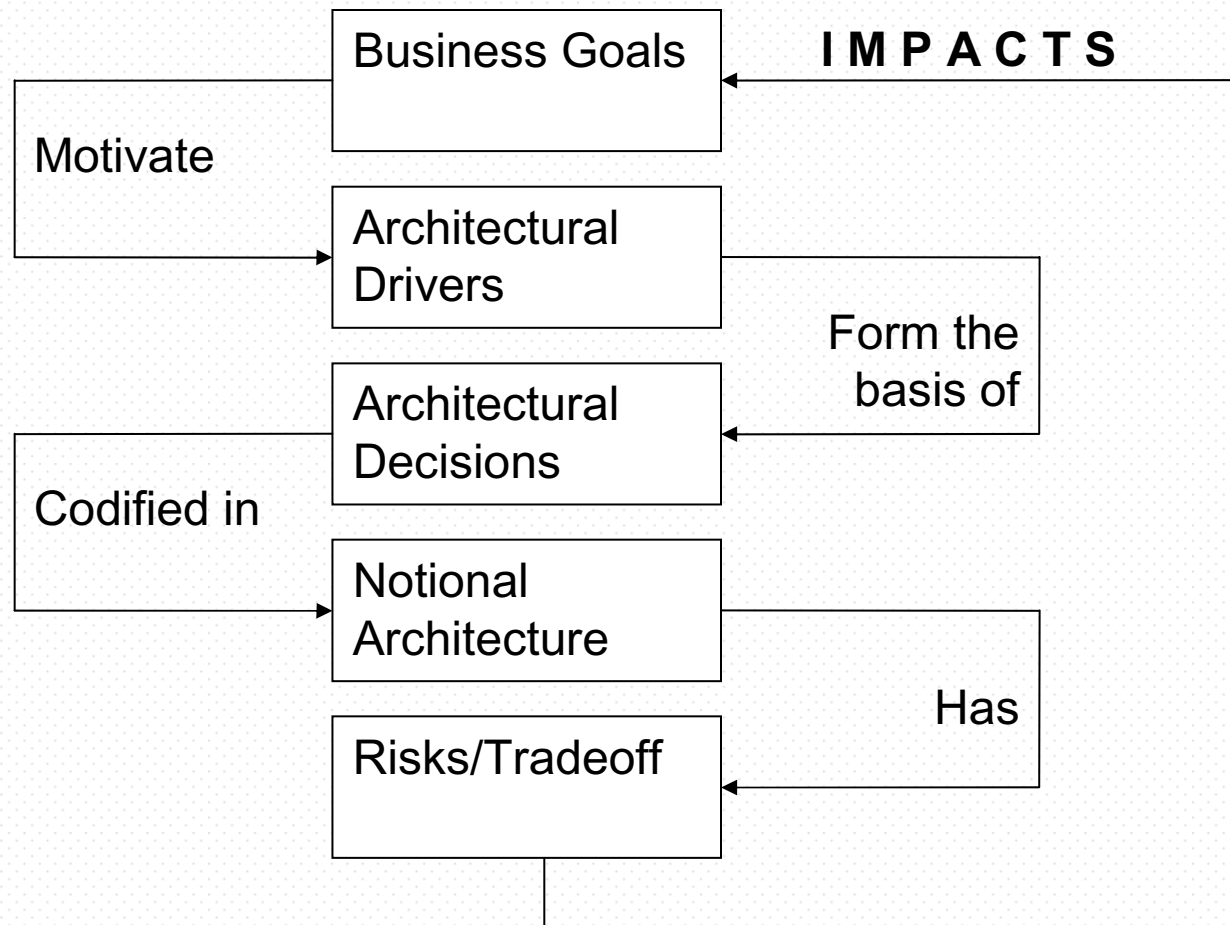 Business Goals
I M P A C T S
Motivate
Architectural
Drivers
Form the
basis of
Architectural
Decisions
Codified in
Notional
Architecture
Has
Risks/Tradeoff